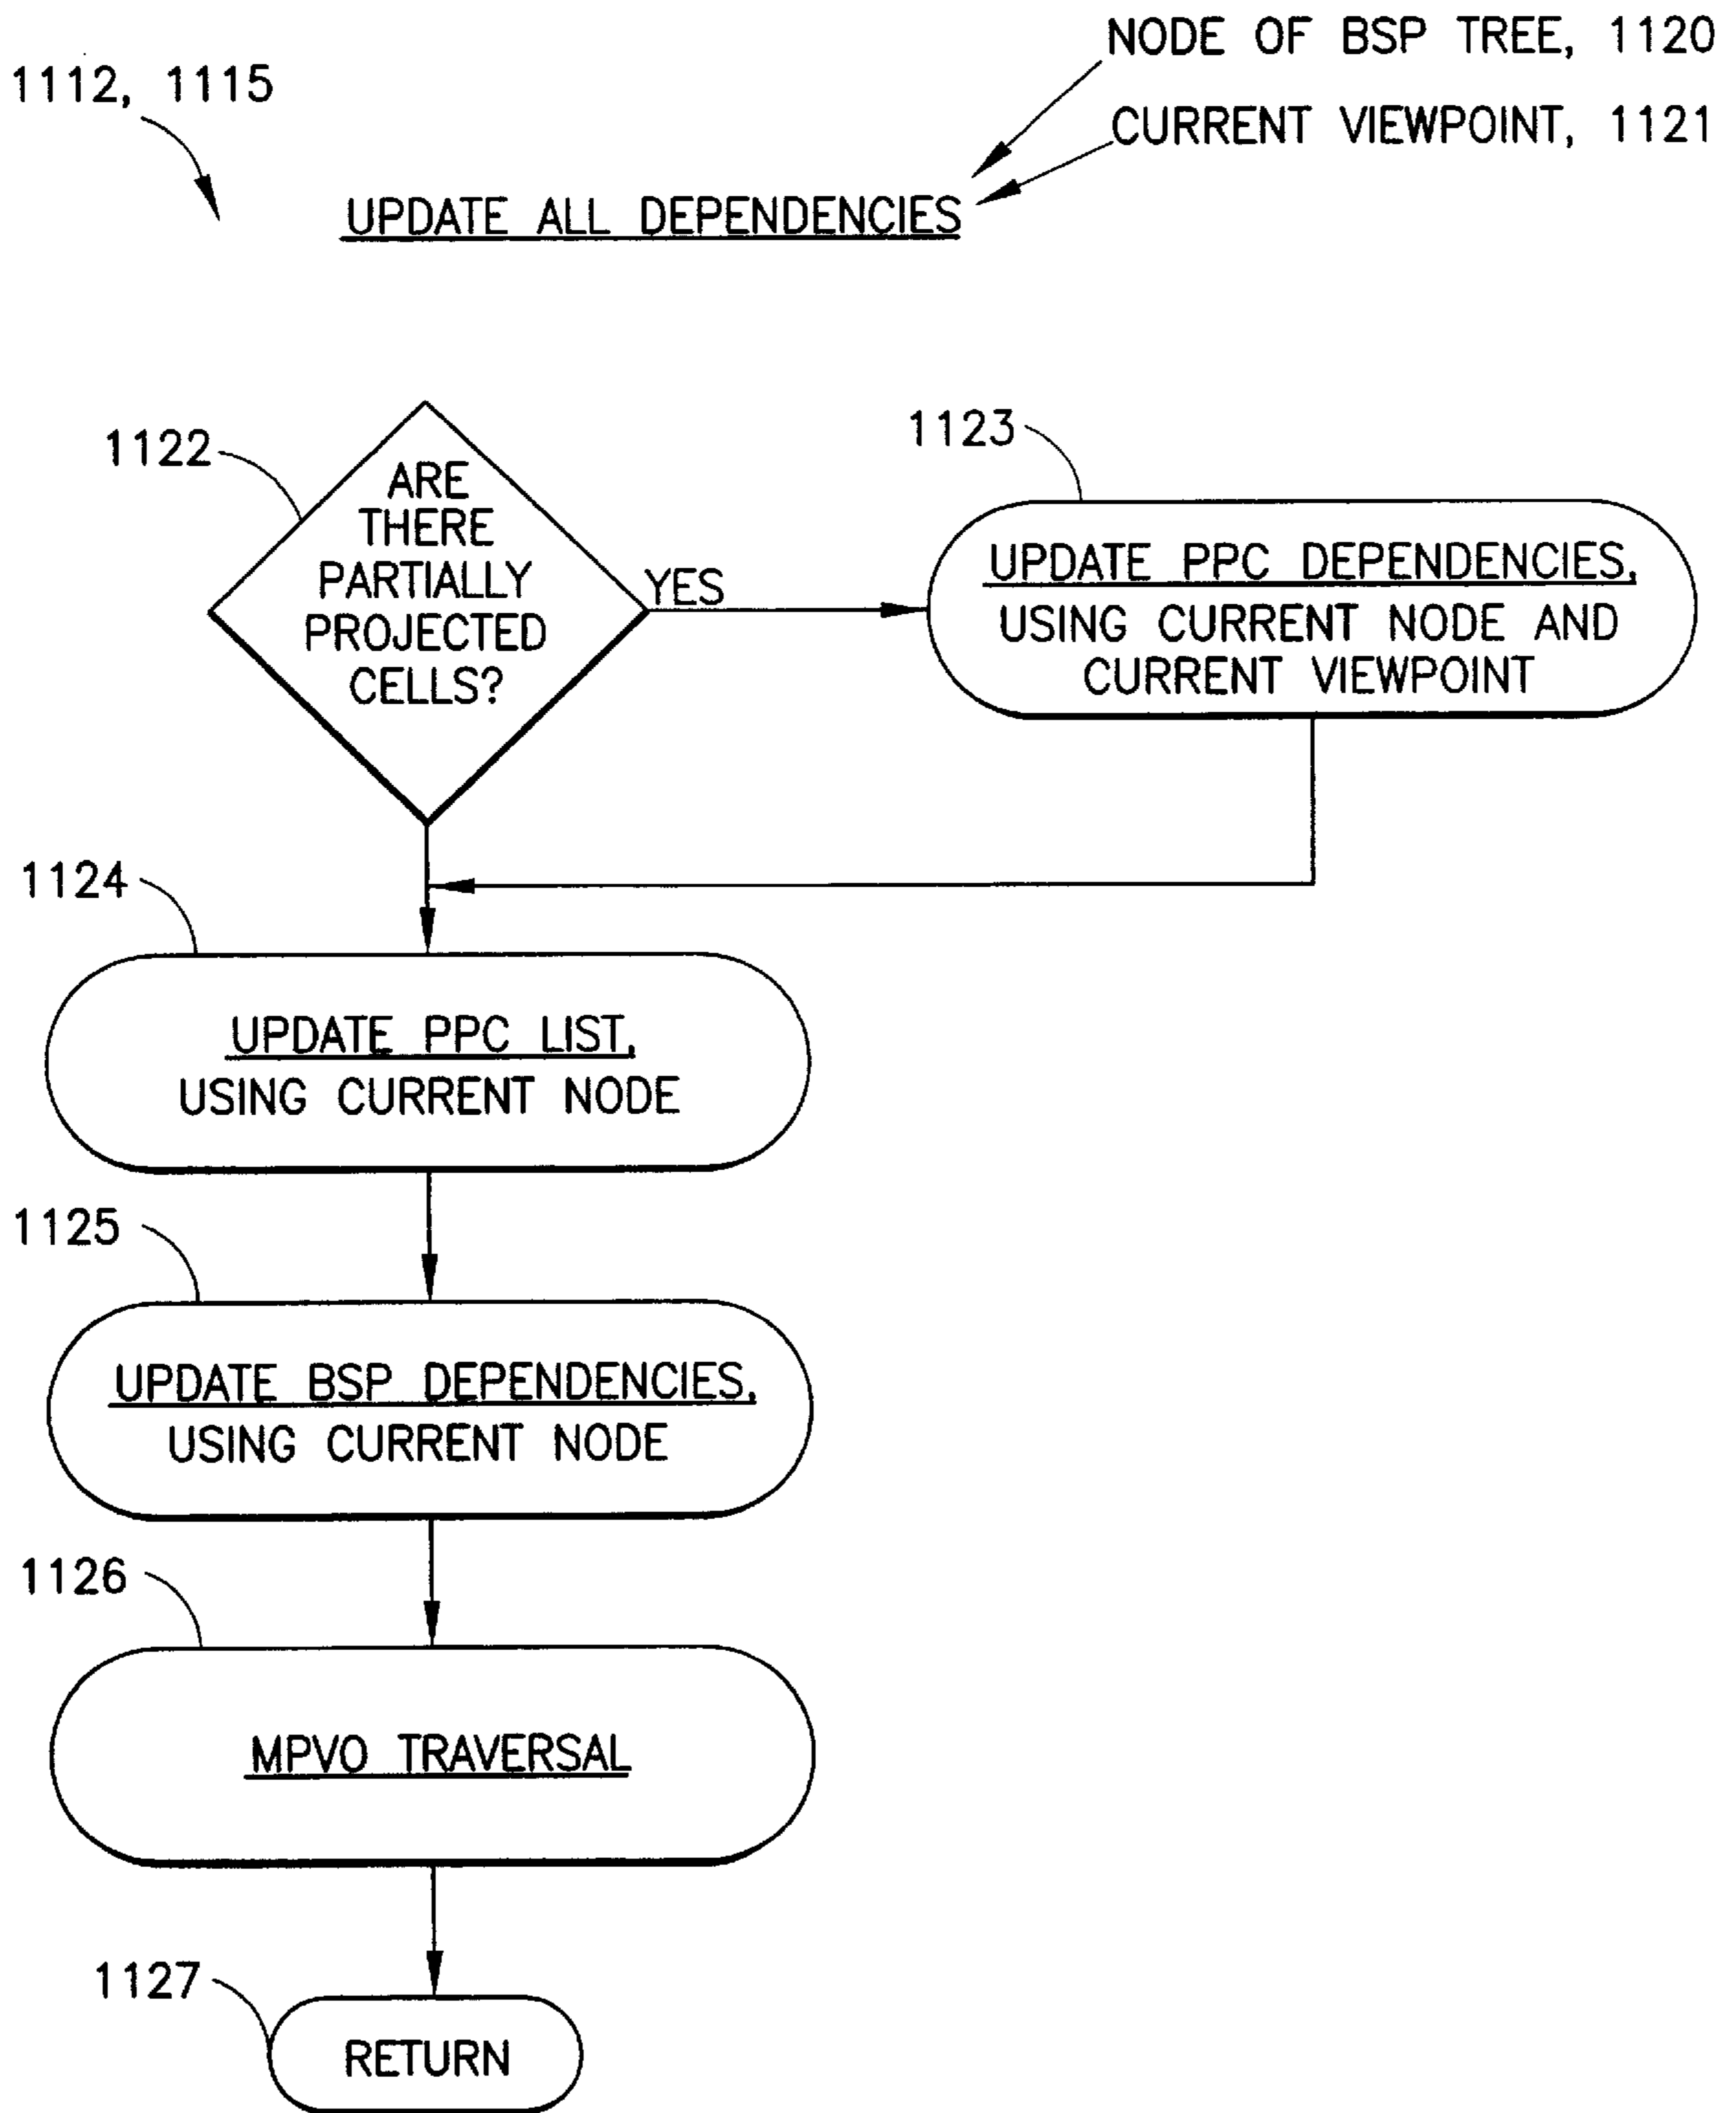 NODE OF BSP TREE, 1120
1112, 1115
CURRENT VIEWPOINT, 1121
UPDATE ALL DEPENDENCIES
1122
ARE
THERE
PARTIALLY
PROJECTED
CELLS?
YES
1123
UPDATE PPC DEPENDENCIES,
USING CURRENT NODE AND
CURRENT VIEWPOINT
1124
UPDATE PPC LIST,
USING CURRENT NODE
1125
UPDATE BSP DEPENDENCIES,
USING CURRENT NODE
1126
MPVO TRAVERSAL
1127
RETURN